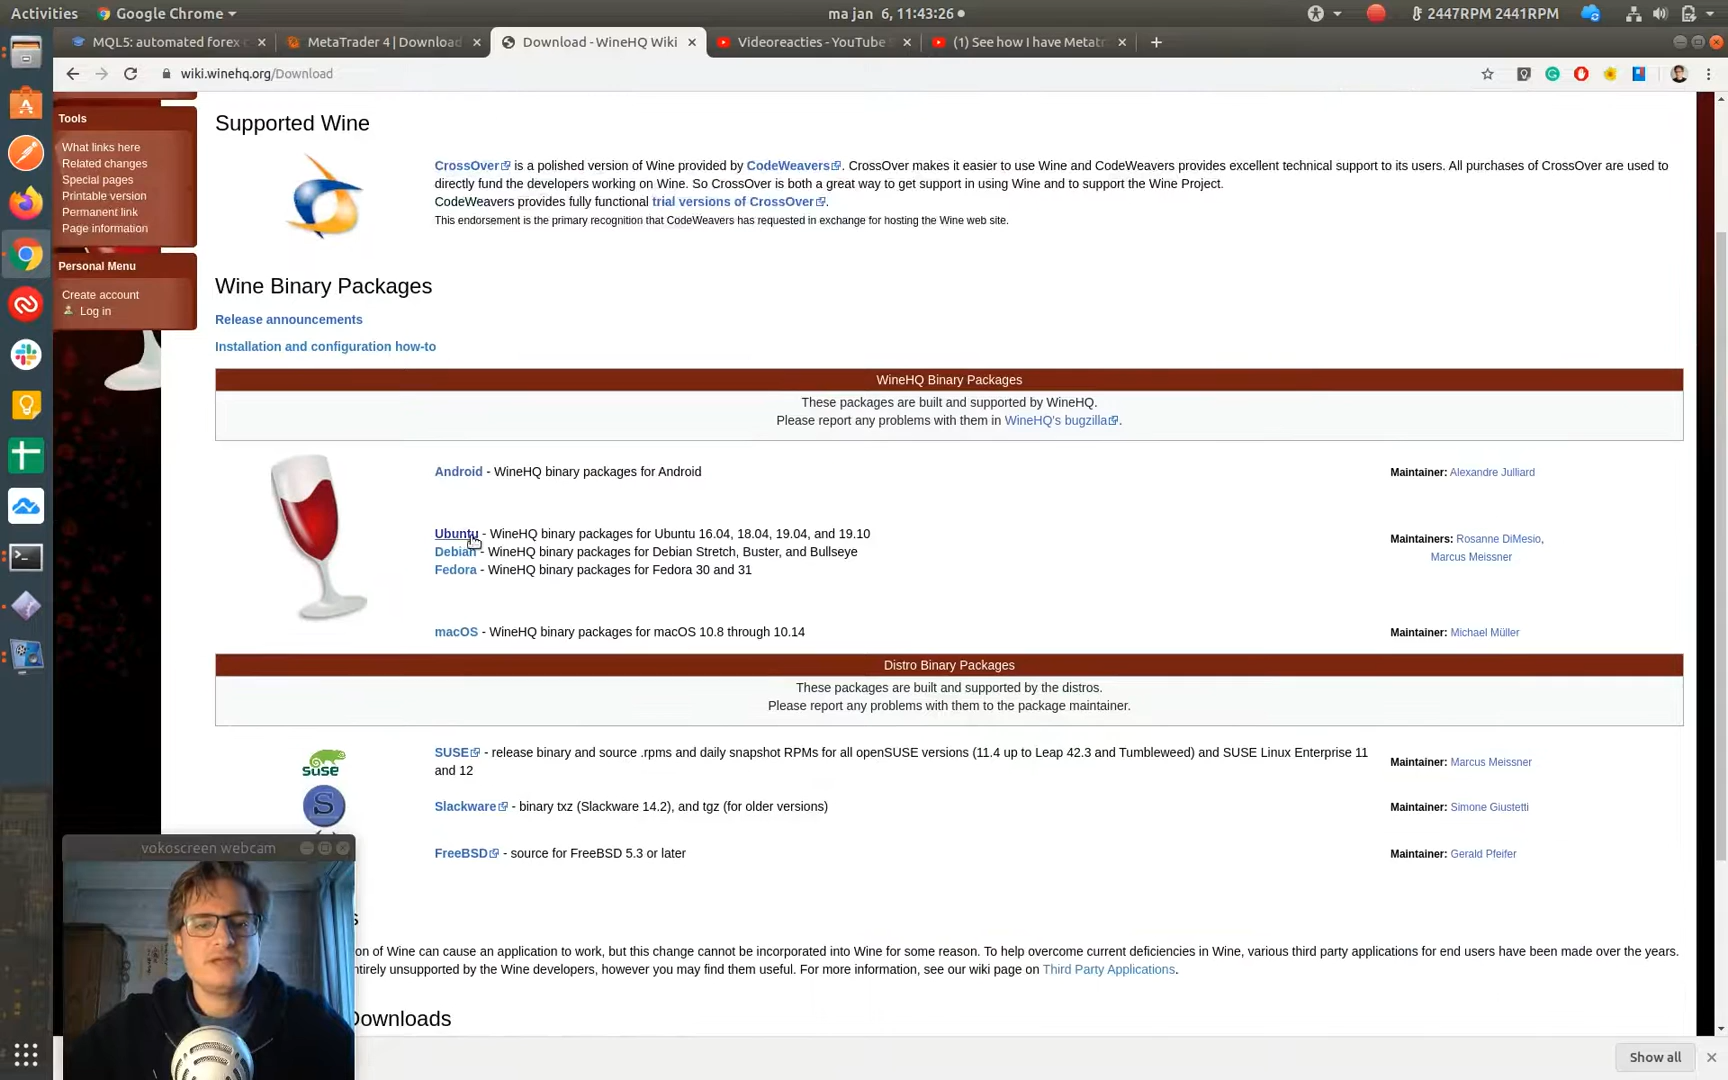 Activities
Google Chrome
ma jan 6, 11:43:26
2447RPM 2441RPM
MQL5: automated forex
MetaTrader 4 | Download
Download - WineHQ Wiki
Videoreacties - YouTube
(1) See how I have Metat
wiki.winehq.org/Download
Tools
What links here
Related changes
Special pages
Printable version
Permanent link
Page information
Personal Menu
Create account
Log in
Supported Wine
CrossOver is a polished version of Wine provided by CodeWeavers. CrossOver makes it easier to use Wine and CodeWeavers provides excellent technical support to its users. All purchases of CrossOver are used to
directly fund the developers working on Wine. So CrossOver is both a great way to get support in using Wine and to support the Wine Project.
CodeWeavers provides fully functional trial versions of CrossOver.
This endorsement is the primary recognition that CodeWeavers has requested in exchange for hosting the Wine web site.
Wine Binary Packages
Release announcements
Installation and configuration how-to
WineHQ Binary Packages
These packages are built and supported by WineHQ.
Please report any problems with them in WineHQ's bugzilla.
Android - WineHQ binary packages for Android
Maintainer: Alexandre Julliard
Ubuntu - WineHQ binary packages for Ubuntu 16.04, 18.04, 19.04, and 19.10
Debian - WineHQ binary packages for Debian Stretch, Buster, and Bullseye
Fedora - WineHQ binary packages for Fedora 30 and 31
Maintainers: Rosanne DiMesio,
Marcus Meissner
macOS - WineHQ binary packages for macOS 10.8 through 10.14
Maintainer: Michael Müller
Distro Binary Packages
These packages are built and supported by the distros.
Please report any problems with them to the package maintainer.
SUSE - release binary and source .rpms and daily snapshot RPMs for all openSUSE versions (11.4 up to Leap 42.3 and Tumbleweed) and SUSE Linux Enterprise 11
and 12
Maintainer: Marcus Meissner
suse
Slackware - binary txz (Slackware 14.2), and tgz (for older versions)
Maintainer: Simone Giustetti
FreeBSD - source for FreeBSD 5.3 or later
Maintainer: Gerald Pfeifer
vokoscreen webcam
s
on of Wine can cause an application to work, but this change cannot be incorporated into Wine for some reason. To help overcome current deficiencies in Wine, various third party applications for end users have been made over the years.
ntirely unsupported by the Wine developers, however you may find them useful. For more information, see our wiki page on Third Party Applications.
Downloads
Show all